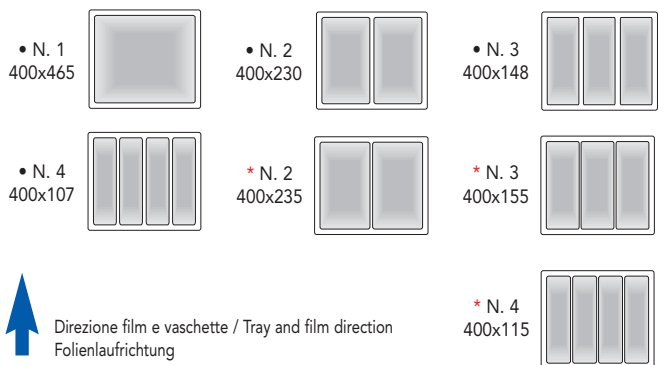 • N. 1
400x465
• N. 2
400x230
• N. 3
400x148
• N. 4
400x107
* N. 2
400x235
* N. 3
400x155
* N. 4
400x115
Direzione film e vaschette / Tray and film direction
Folienlaufrichtung